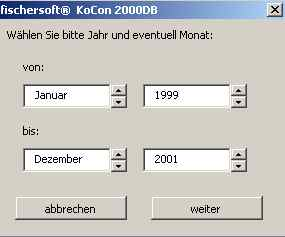 fischersoft® KoCon 2000DB
Wählen Sie bitte Jahr und eventuell Monat:
von:
Januar 1999
bis:
Dezember 2001
abbrechen weiter